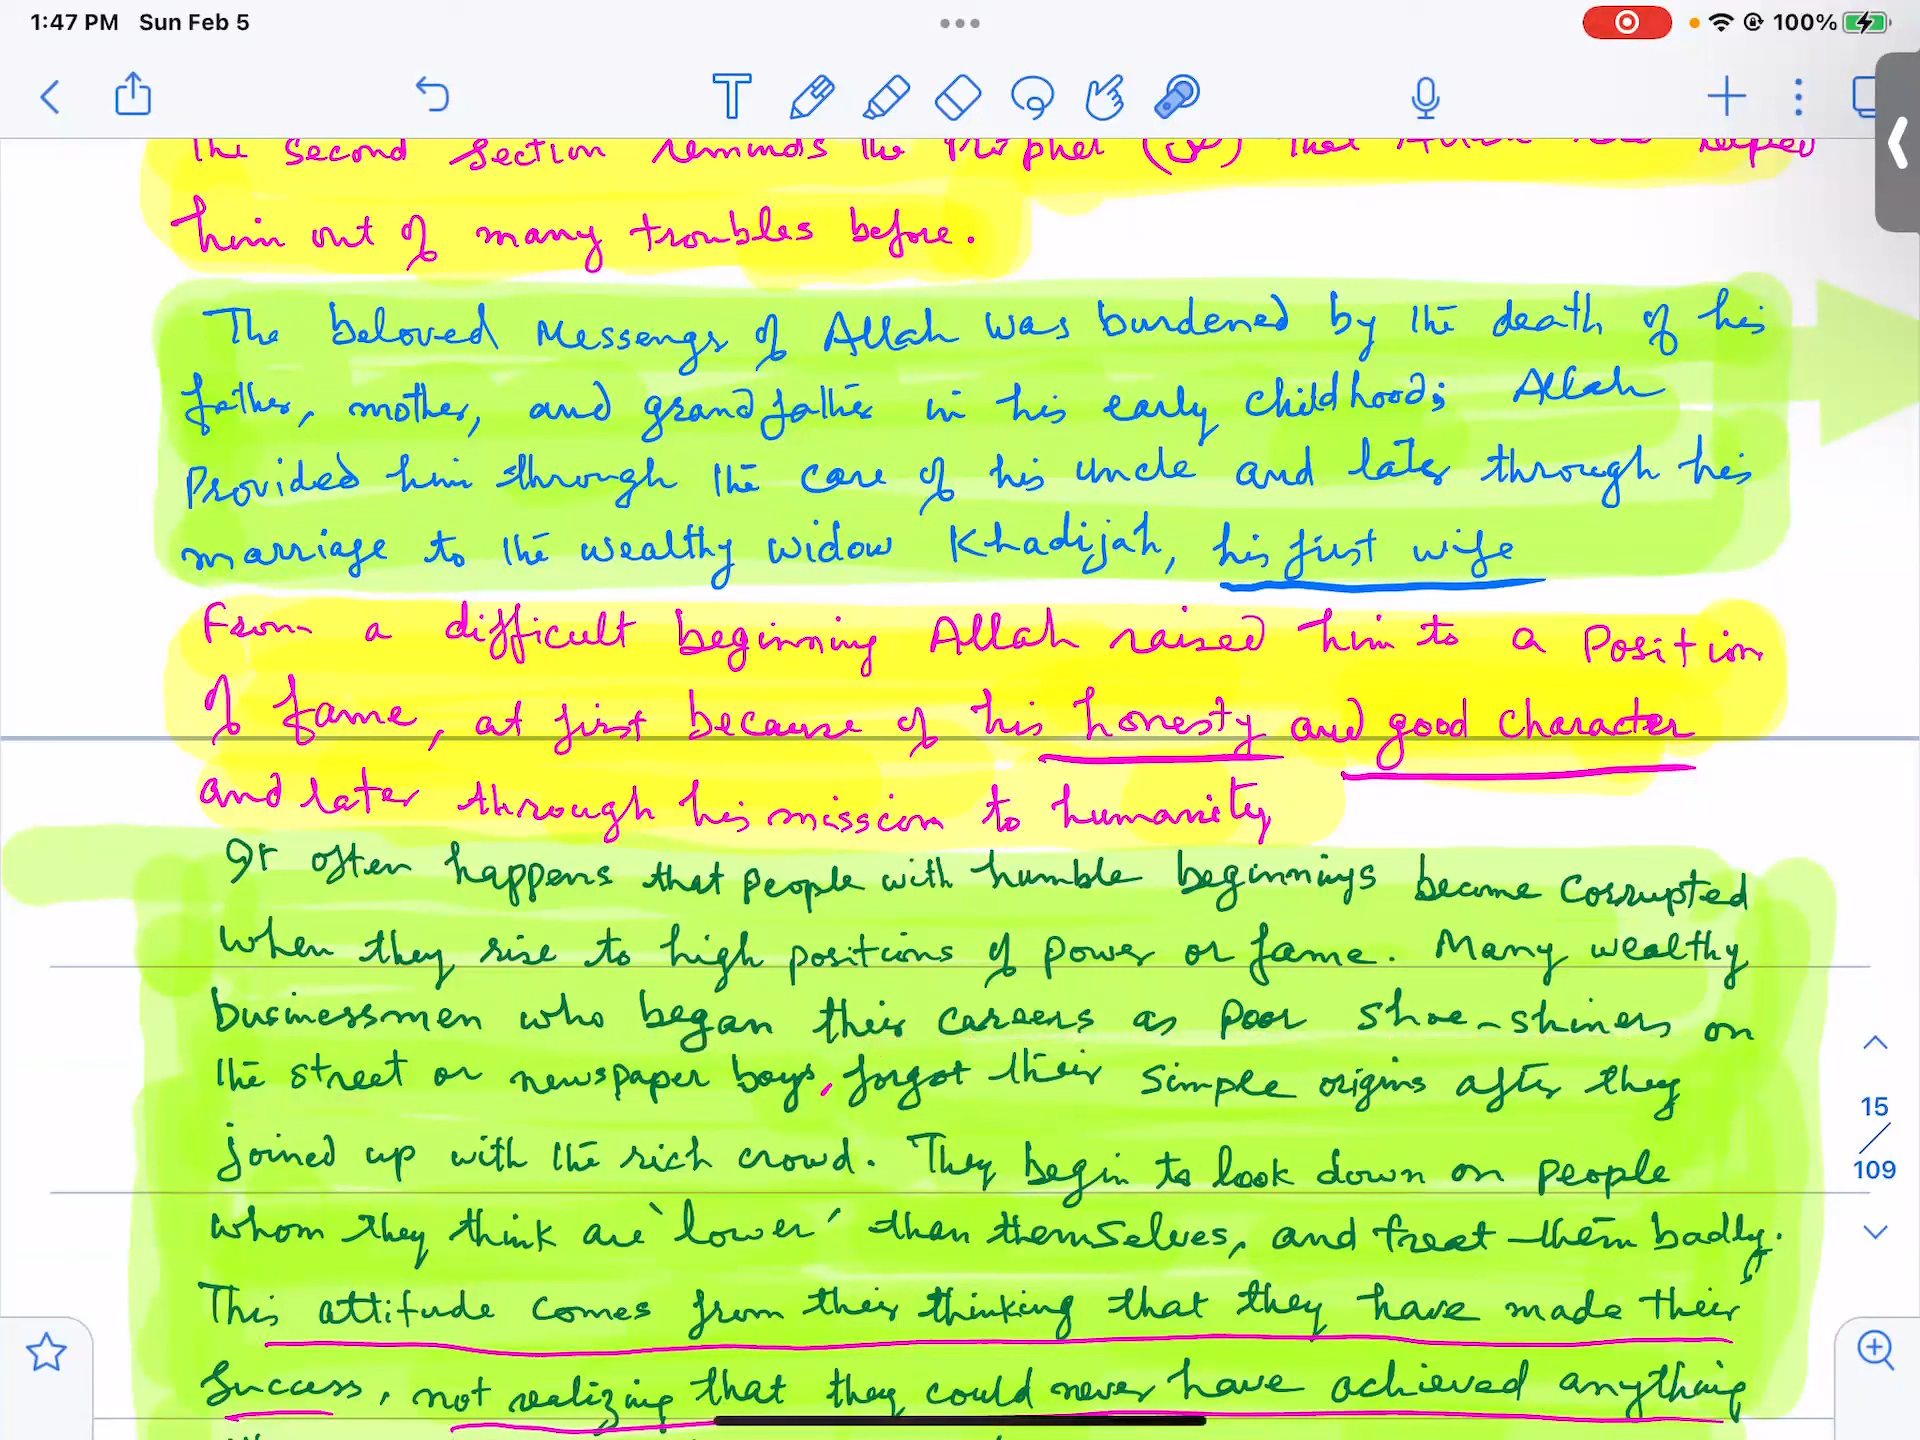 1:47 PM Sun Feb 5
100%
The second section reminds the Prophet (ﷺ) that helped
him out of many troubles before.
The beloved Messenger of Allah was burdened by the death of his
father, mother, and grandfather in his early childhood; Allah
Provided him through the care of his uncle and later through his
marriage to the wealthy widow Khadijah, his first wife
From a difficult beginning Allah raised him to a position
of fame, at first because of his honesty and good character
and later through his mission to humanity
It often happens that people with humble beginnings become corrupted
when they rise to high positions of power or fame. Many wealthy
businessmen who began their careers as poor shoe-shiners on
the street or newspaper boys, forgot their simple origins after they
joined up with the rich crowd. They begin to look down on people
whom they think are 'lower' than themselves, and treat them badly.
This attitude comes from their thinking that they have made their
Success, not realizing that they could never have achieved anything
15
109